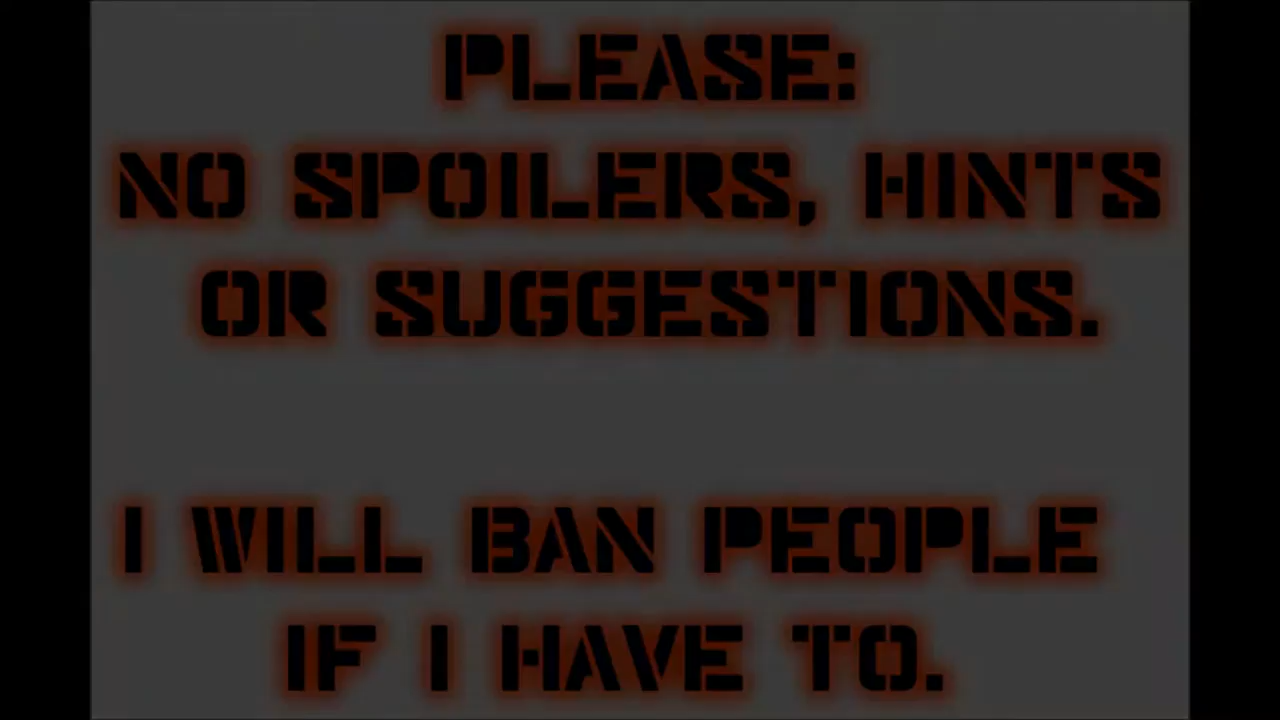 PLEASE:
NO SPOILERS, HINTS
OR SUGGESTIONS.
I WILL BAN PEOPLE
IF I HAVE TO.